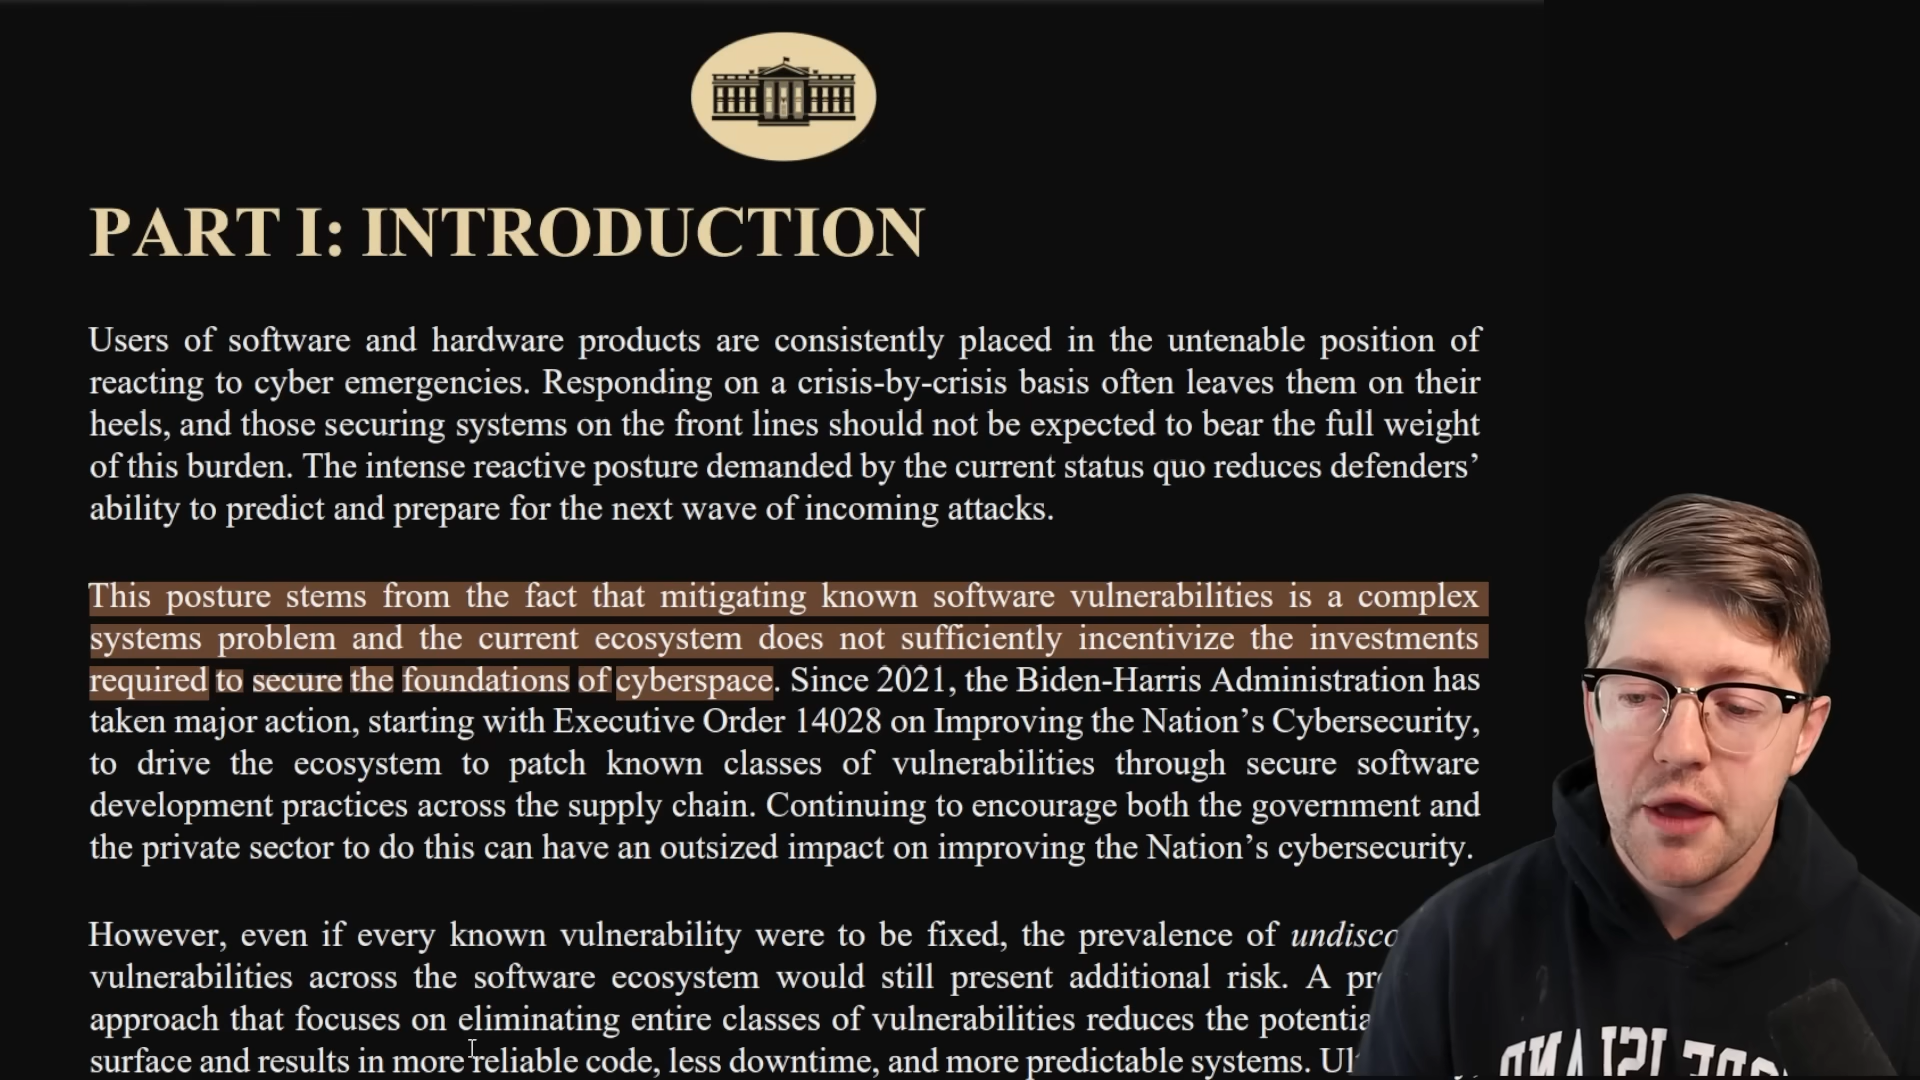 PART I: INTRODUCTION
Users of software and hardware products are consistently placed in the untenable position of
reacting to cyber emergencies. Responding on a crisis-by-crisis basis often leaves them on their
heels, and those securing systems on the front lines should not be expected to bear the full weight
of this burden. The intense reactive posture demanded by the current status quo reduces defenders’
ability to predict and prepare for the next wave of incoming attacks.
This posture stems from the fact that mitigating known software vulnerabilities is a complex
systems problem and the current ecosystem does not sufficiently incentivize the investments
required to secure the foundations of cyberspace. Since 2021, the Biden-Harris Administration has
taken major action, starting with Executive Order 14028 on Improving the Nation’s Cybersecurity,
to drive the ecosystem to patch known classes of vulnerabilities through secure software
development practices across the supply chain. Continuing to encourage both the government and
the private sector to do this can have an outsized impact on improving the Nation’s cybersecurity.
However, even if every known vulnerability were to be fixed, the prevalence of
vulnerabilities across the software ecosystem would still present additional risk. A
approach that focuses on eliminating entire classes of vulnerabilities reduces the
surface and results in more reliable code, less downtime, and more predictable systems.